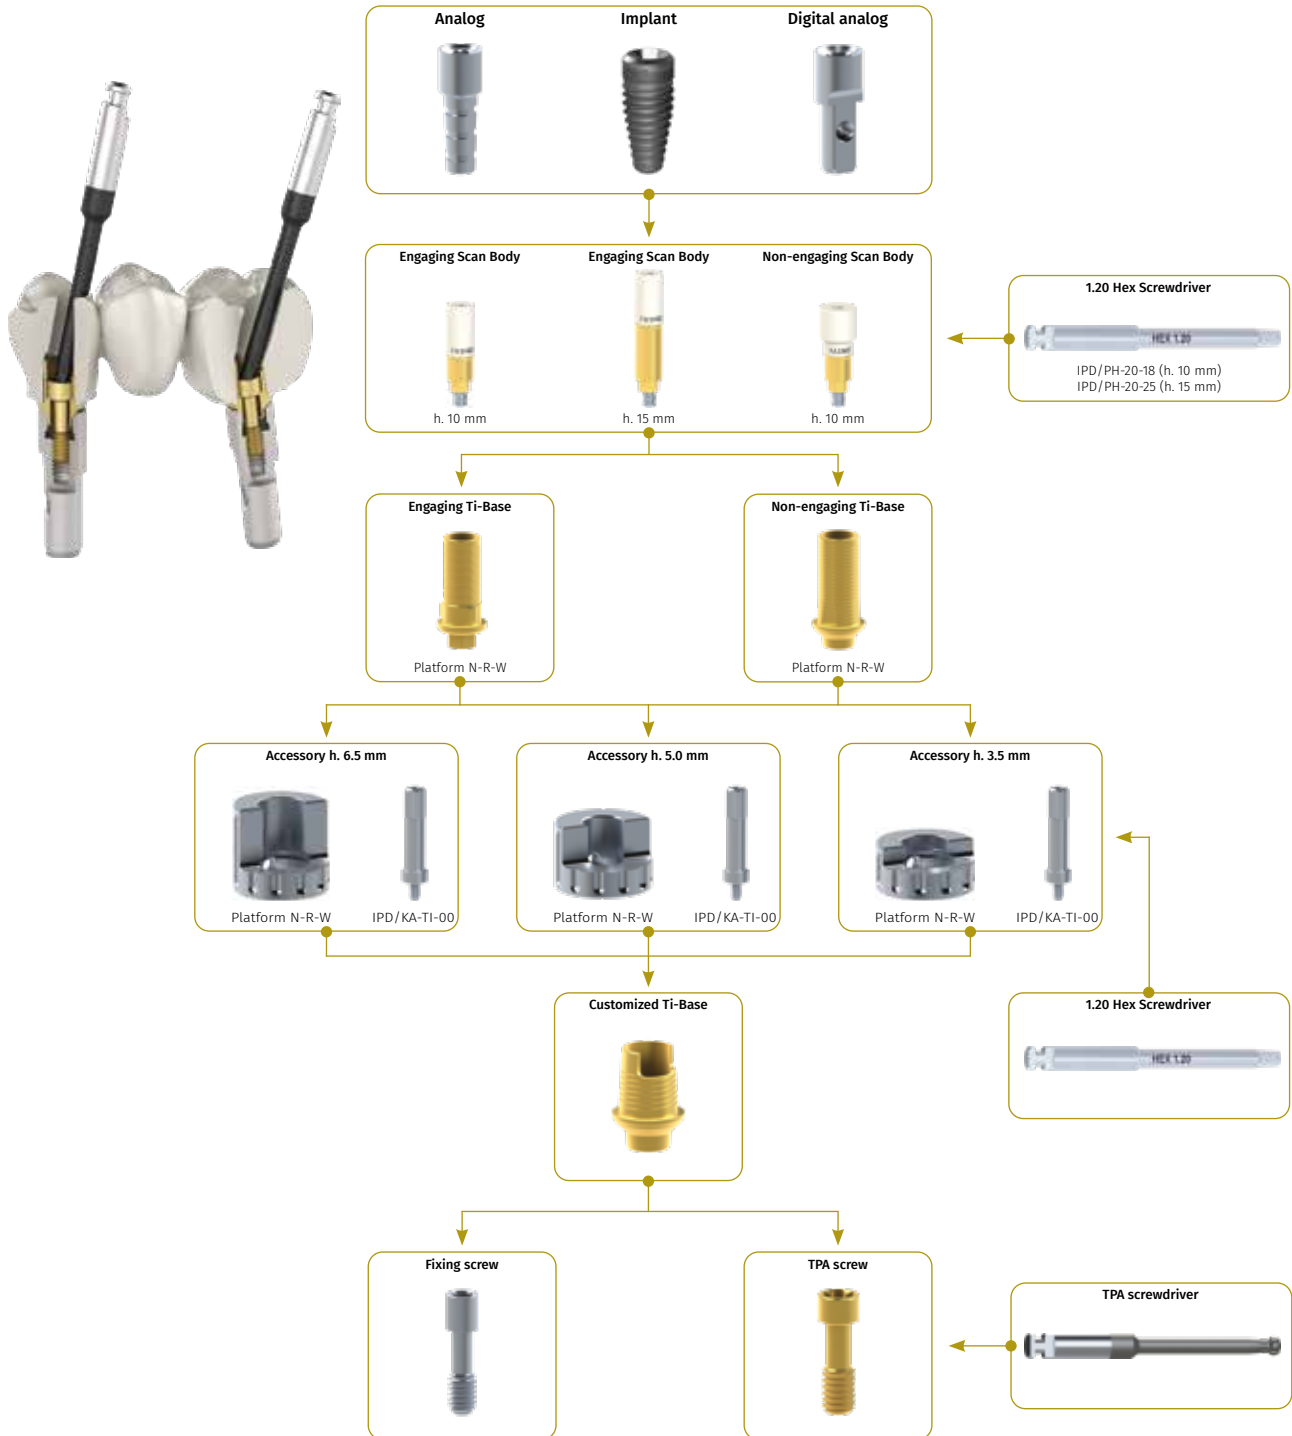 Analog
Implant
Digital analog
Engaging Scan Body
Engaging Scan Body
Non-engaging Scan Body
h. 10 mm
h. 15 mm
h. 10 mm
1.20 Hex Screwdriver
HEX 1.20
IPD/PH-20-18 (h. 10 mm)
IPD/PH-20-25 (h. 15 mm)
Engaging Ti-Base
Non-engaging Ti-Base
Platform N-R-W
Platform N-R-W
Accessory h. 6.5 mm
Accessory h. 5.0 mm
Accessory h. 3.5 mm
Platform N-R-W
IPD/KA-TI-00
Platform N-R-W
IPD/KA-TI-00
Platform N-R-W
IPD/KA-TI-00
Customized Ti-Base
1.20 Hex Screwdriver
HEX 1.20
Fixing screw
TPA screw
TPA screwdriver